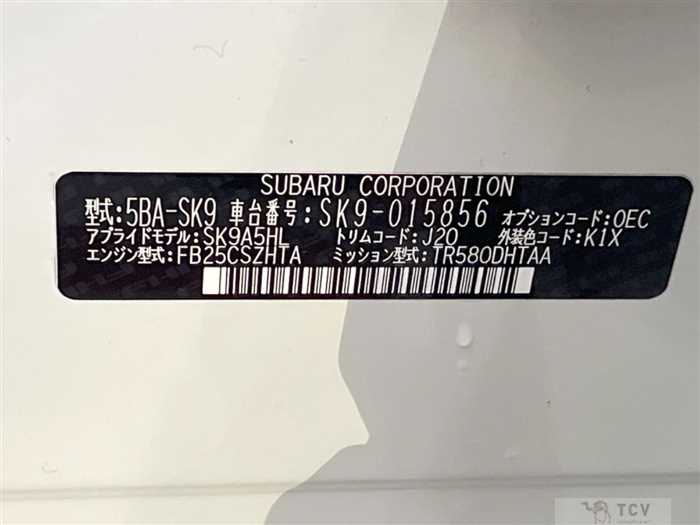 SUBARU CORPORATION
型式:5BA-SK9 車台番号:SK9-015856 オプションコード:OEC
アプライドモデル:SK9A5HL トリムコード:J20 外装色コード:K1X
エンジン型式:FB25CSZHTA ミッション型式:TR580DHTAA
TCV